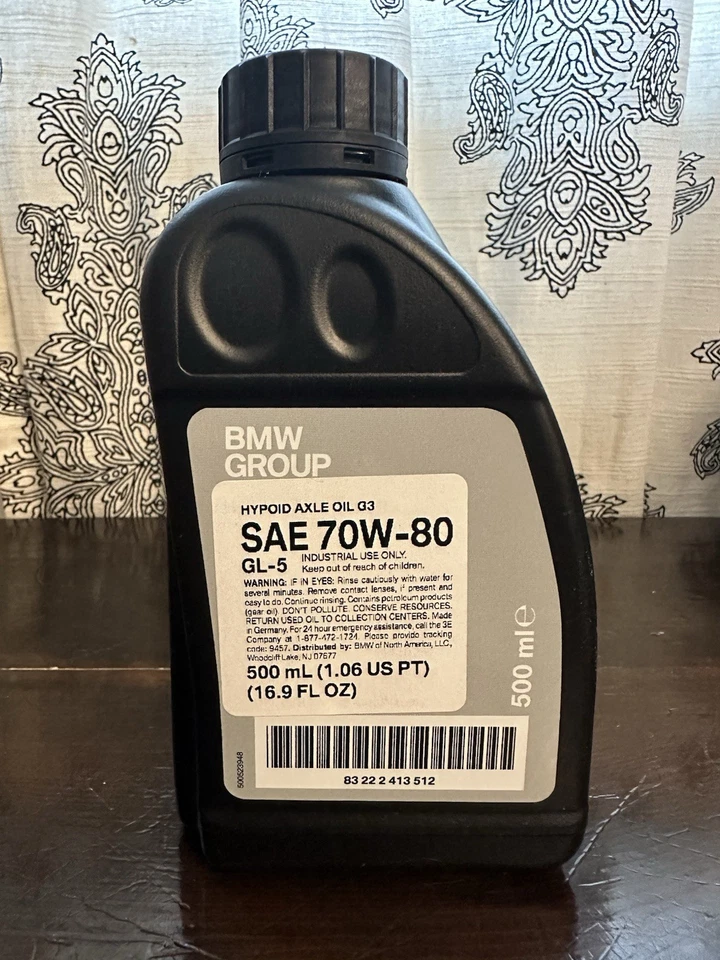 BMW
GROUP
HYPOID AXLE OIL G3
SAE 70W-80
GL-5 INDUSTRIAL USE ONLY.
Keep out of reach of children.
WARNING: IF IN EYES: Rinse cautiously with water for
several minutes. Remove contact lenses, if present and
easy to do. Continue rinsing. Contains petroleum products
(gear oil). DON'T POLLUTE. CONSERVE RESOURCES.
RETURN USED OIL TO COLLECTION CENTERS. Made
in Germany. For 24 hour emergency assistance, call the 3E
Company at 1-877-472-1724. Please provide tracking
code: 9457. Distributed by: BMW of North America, LLC,
Woodcliff Lake, NJ 07677
500 mL (1.06 US PT)
(16.9 FL OZ)
500 ml ℮
83 22 2 413 512
500523948